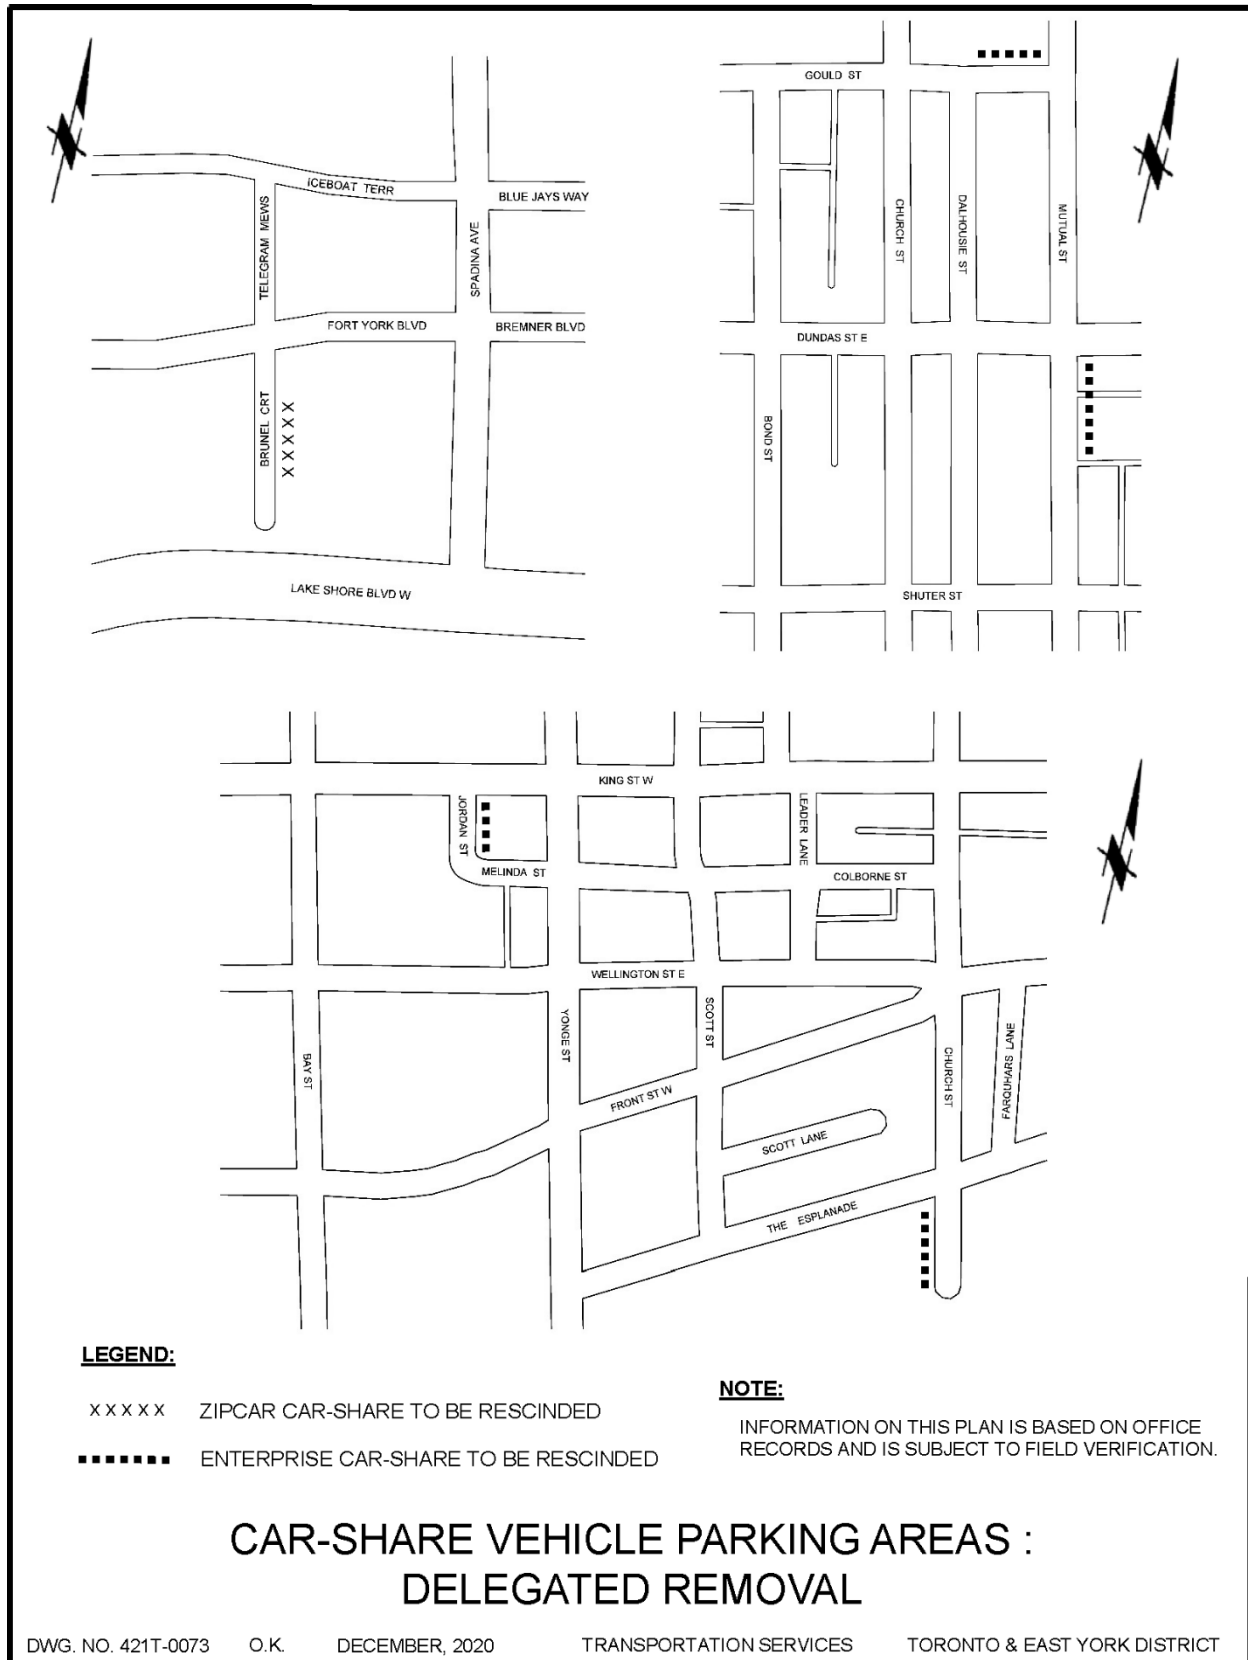 ICEBOAT TERR
BLUE JAYS WAY
TELEGRAM MEWS
SPADINA AVE
FORT YORK BLVD
BREMNER BLVD
BRUNEL CRT
X X X X X X
LAKE SHORE BLVD W
GOULD ST
CHURCH ST
DALHOUSIE ST
MUTUAL ST
DUNDAS ST E
BOND ST
SHUTER ST
KING ST W
JORDAN ST
LEADER LANE
MELINDA ST
COLBORNE ST
WELLINGTON ST E
YONGE ST
SCOTT ST
BAY ST
CHURCH ST
FARQUHARS LANE
FRONT ST W
SCOTT LANE
THE ESPLANADE
LEGEND:
X X X X X ZIPCAR CAR-SHARE TO BE RESCINDED
ENTERPRISE CAR-SHARE TO BE RESCINDED
NOTE:
INFORMATION ON THIS PLAN IS BASED ON OFFICE
RECORDS AND IS SUBJECT TO FIELD VERIFICATION.
CAR-SHARE VEHICLE PARKING AREAS :
DELEGATED REMOVAL
DWG. NO. 421T-0073 O.K. DECEMBER, 2020 TRANSPORTATION SERVICES TORONTO & EAST YORK DISTRICT